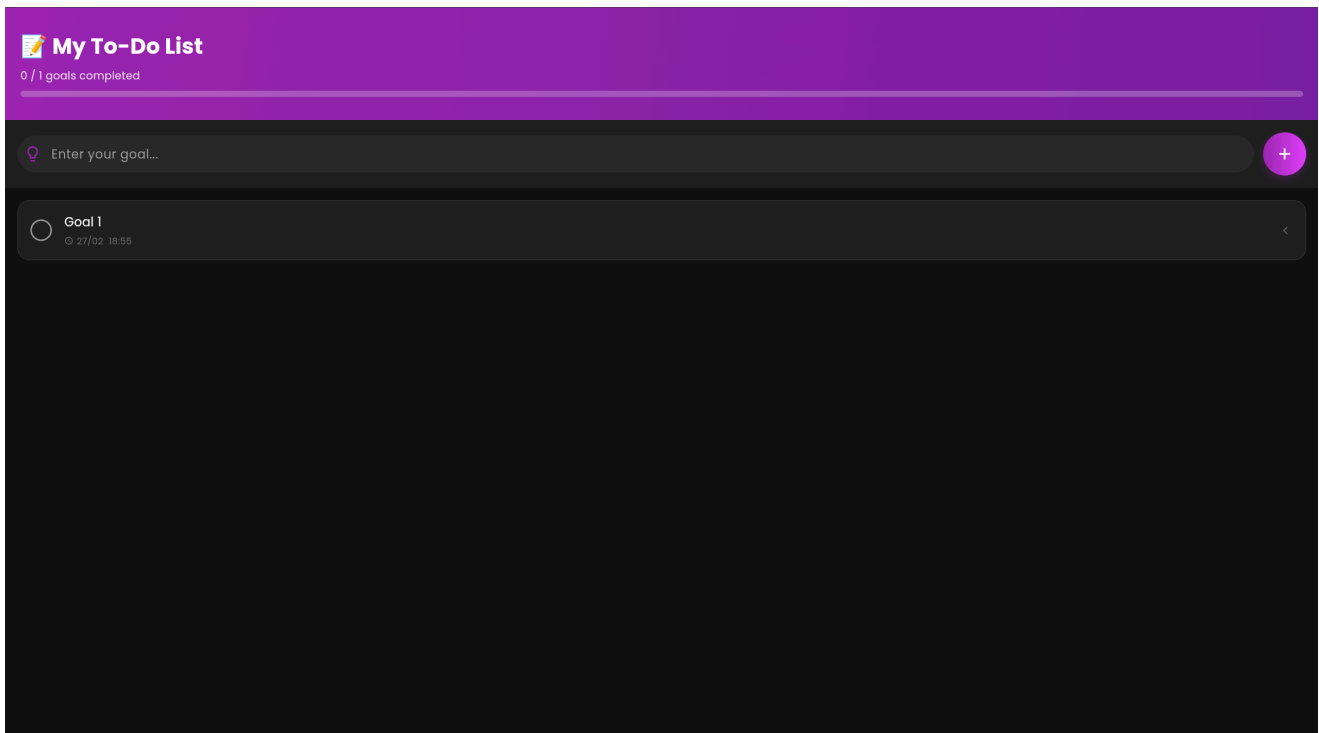 📝 My To-Do List
0 / 1 goals completed
Enter your goal...
+
Goal 1
27/02 18:55